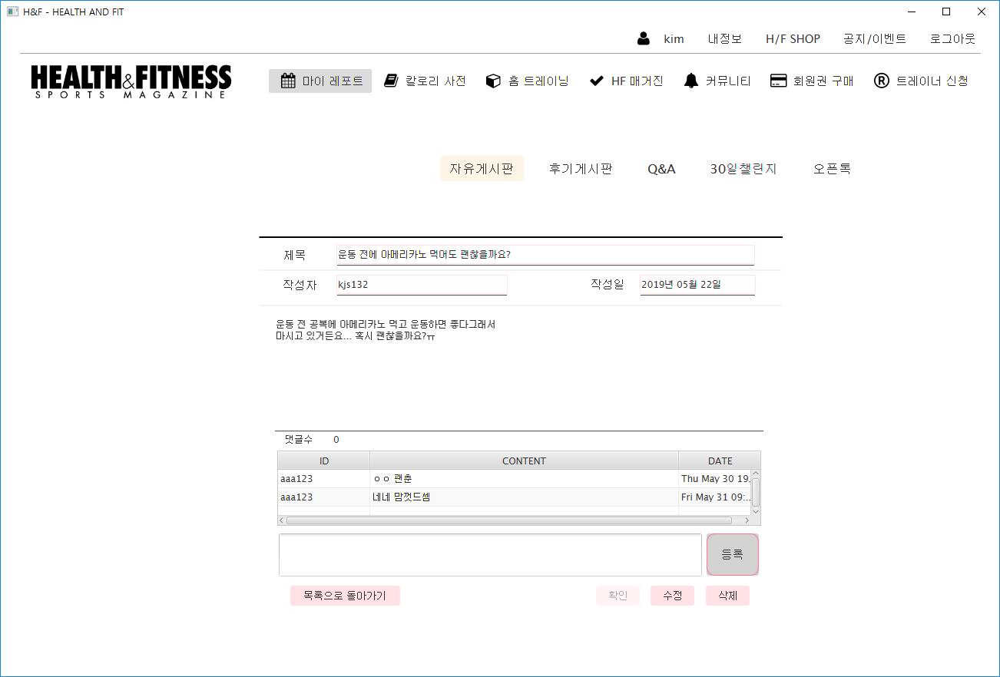 H&F - HEALTH AND FIT
kim 내정보 H/F SHOP 공지/이벤트 로그아웃
HEALTH&FITNESS
SPORTS MAGAZINE
마이 레포트 칼로리 사전 홈 트레이닝 HF 매거진 커뮤니티 회원권 구매 트레이너 신청
자유게시판 후기게시판 Q&A 30일챌린지 오픈톡
제목 운동 전에 아메리카노 먹어도 괜찮을까요?
작성자 kjs132 작성일 2019년 05월 22일
운동 전 공복에 아메리카노 먹고 운동하면 좋다그래서
마시고 있거든요... 혹시 괜찮을까요?ㅠ
댓글수 0
ID CONTENT DATE
aaa123 ㅇㅇ 괜춘 Thu May 30 19.
aaa123 네네 맘껏드셈 Fri May 31 09:..
등록
목록으로 돌아가기 확인 수정 삭제